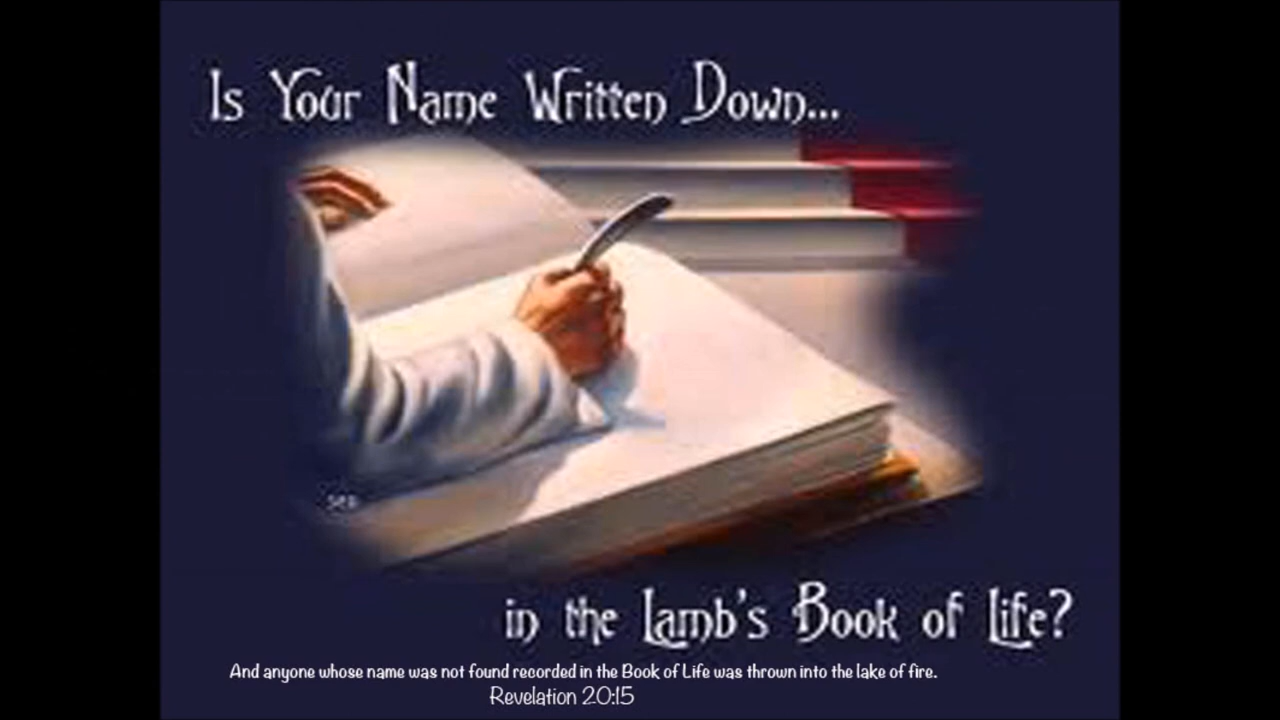 Is Your Name Written Down...
in the Lamb's Book of Life?
And anyone whose name was not found recorded in the Book of Life was thrown into the lake of fire.
Revelation 20:15